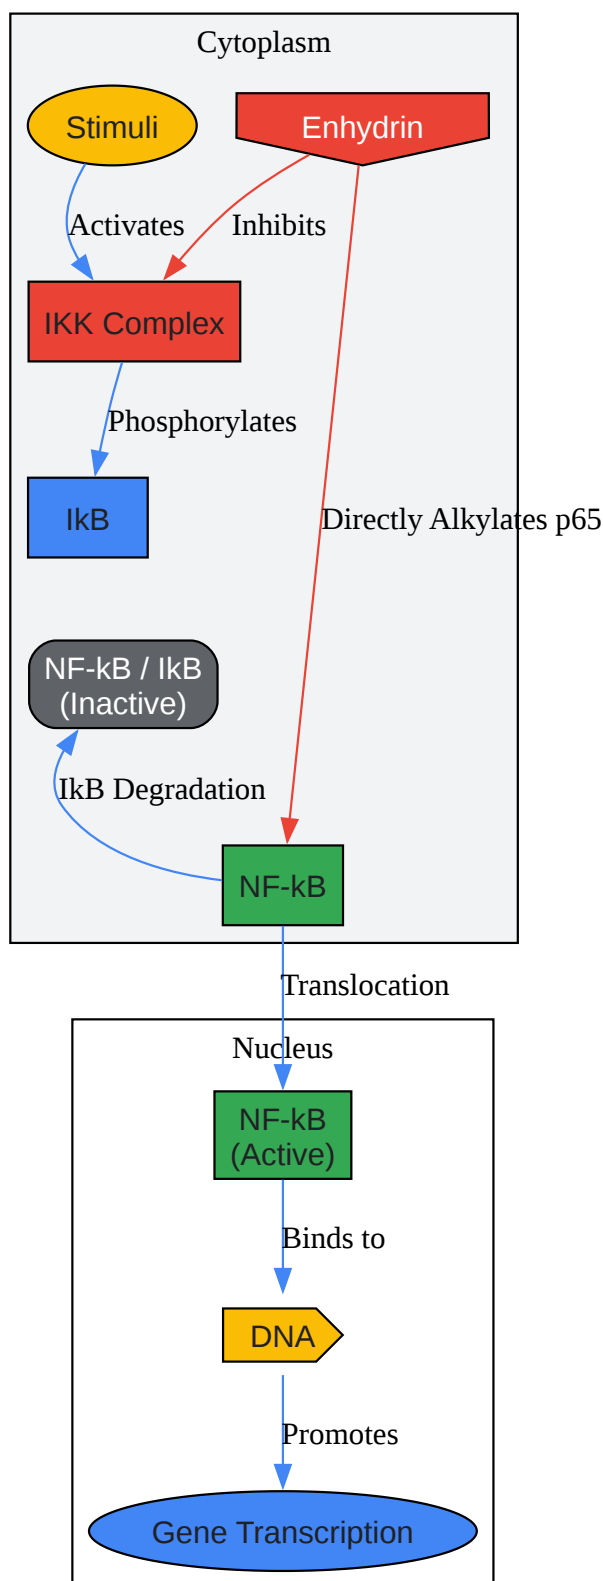 Cytoplasm
Stimuli
Enhydrin
Activates
Inhibits
IKK Complex
Phosphorylates
IkB
Directly Alkylates p65
NF-kB / IkB
(Inactive)
IkB Degradation
NF-kB
Translocation
Nucleus
NF-kB
(Active)
Binds to
DNA
Promotes
Gene Transcription